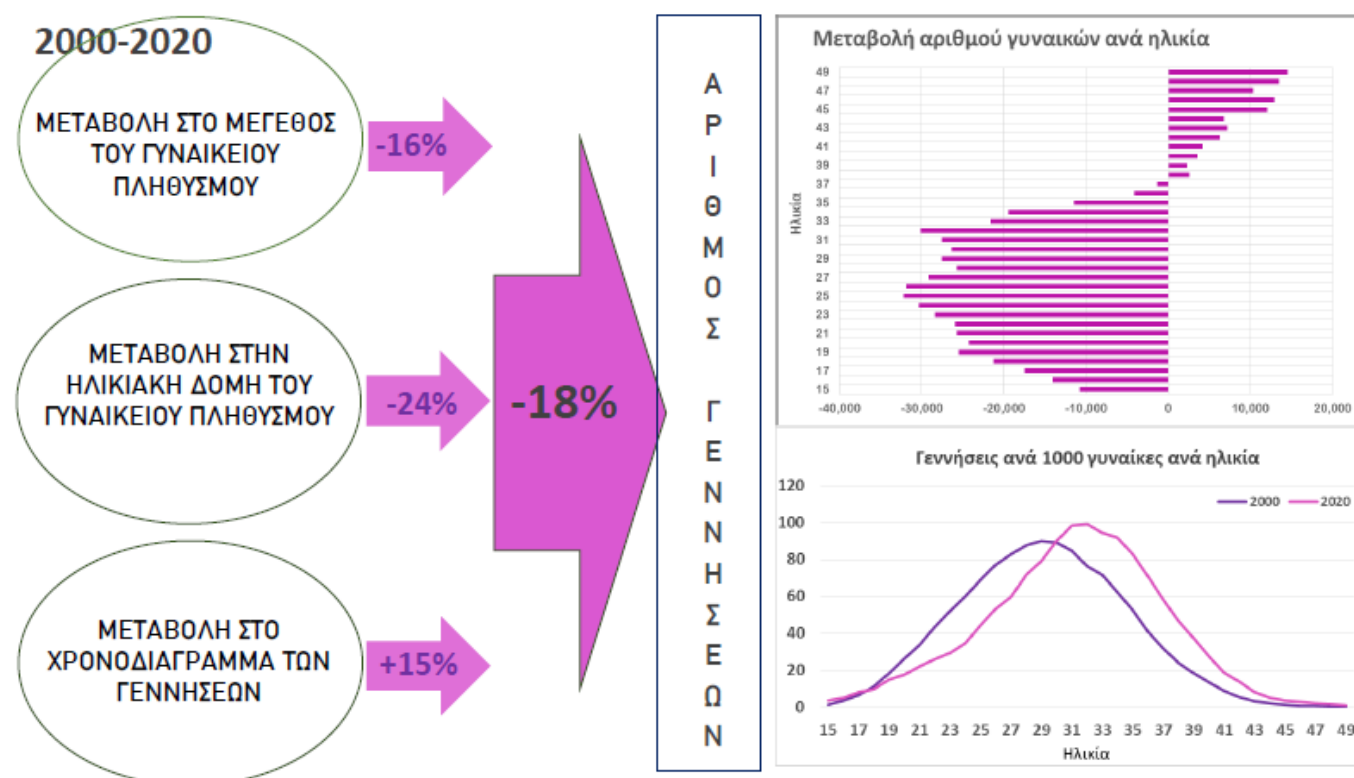 2000-2020
ΜΕΤΑΒΟΛΗ ΣΤΟ ΜΕΓΕΘΟΣ
ΤΟΥ ΓΥΝΑΙΚΕΙΟΥ
ΠΛΗΘΥΣΜΟΥ
-16%
ΜΕΤΑΒΟΛΗ ΣΤΗΝ
ΗΛΙΚΙΑΚΗ ΔΟΜΗ ΤΟΥ
ΓΥΝΑΙΚΕΙΟΥ ΠΛΗΘΥΣΜΟΥ
-24%
ΜΕΤΑΒΟΛΗ ΣΤΟ
ΧΡΟΝΟΔΙΑΓΡΑΜΜΑ ΤΩΝ
ΓΕΝΝΗΣΕΩΝ
+15%
-18%
Α
Ρ
Ι
Θ
Μ
Ο
Σ
Γ
Ε
Ν
Ν
Η
Σ
Ε
Ω
Ν
Μεταβολή αριθμού γυναικών ανά ηλικία
Ηλικία
49
47
45
43
41
39
37
35
33
31
29
27
25
23
21
19
17
15
-40,000 -30,000 -20,000 -10,000 0 10,000 20,000
Γεννήσεις ανά 1000 γυναίκες ανά ηλικία
2000 2020
120
100
80
60
40
20
0
15 17 19 21 23 25 27 29 31 33 35 37 39 41 43 45 47 49
Ηλικία